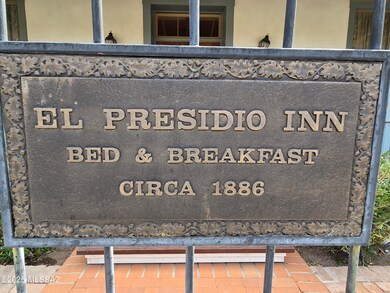 EL PRESIDIO INN
BED & BREAKFAST
CIRCA 1886